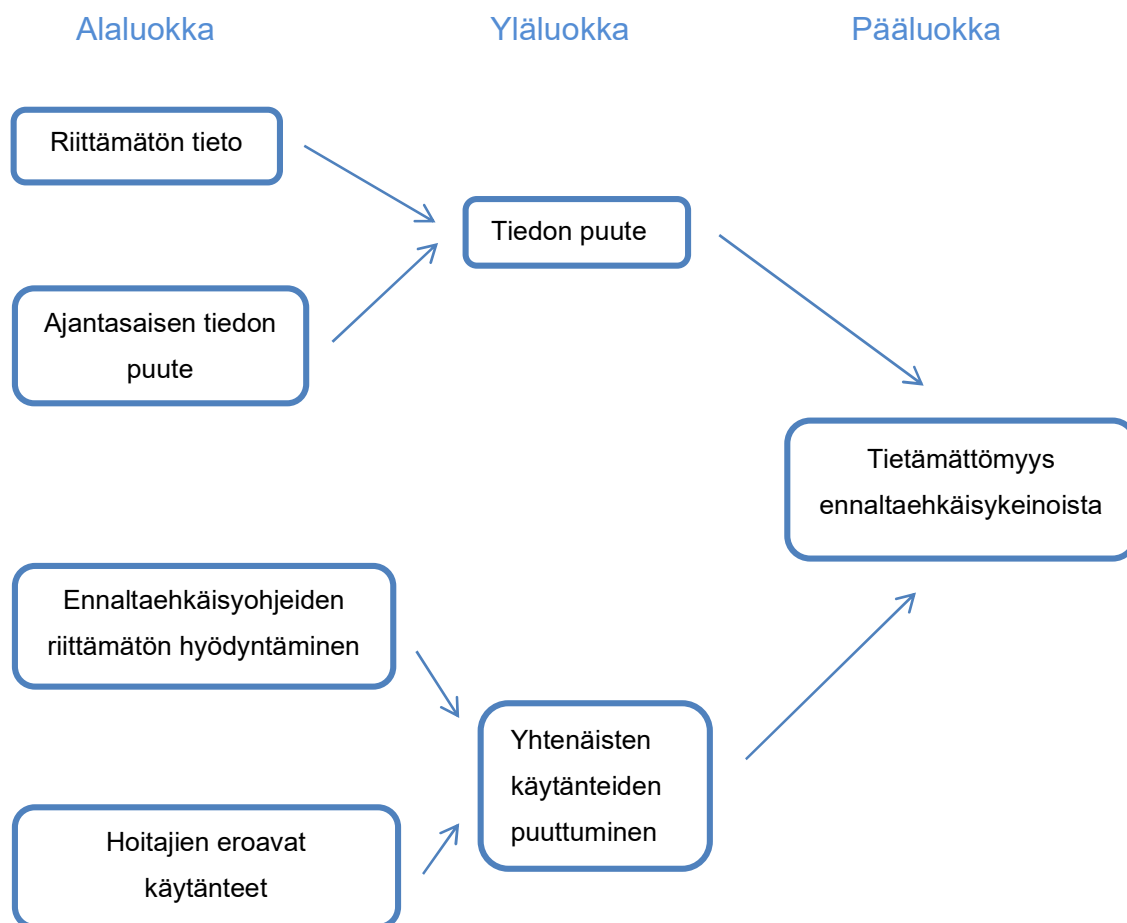 Alaluokka
Yläluokka
Pääluokka
Riittämätön tieto
Tiedon puute
Ajantasaisen tiedon
puute
Tietämättömyys
ennaltaehkäisykeinoista
Ennaltaehkäisyohjeiden
riittämätön hyödyntäminen
Yhtenäisten
käytänteiden
puuttuminen
Hoitajien eroavat
käytänteet